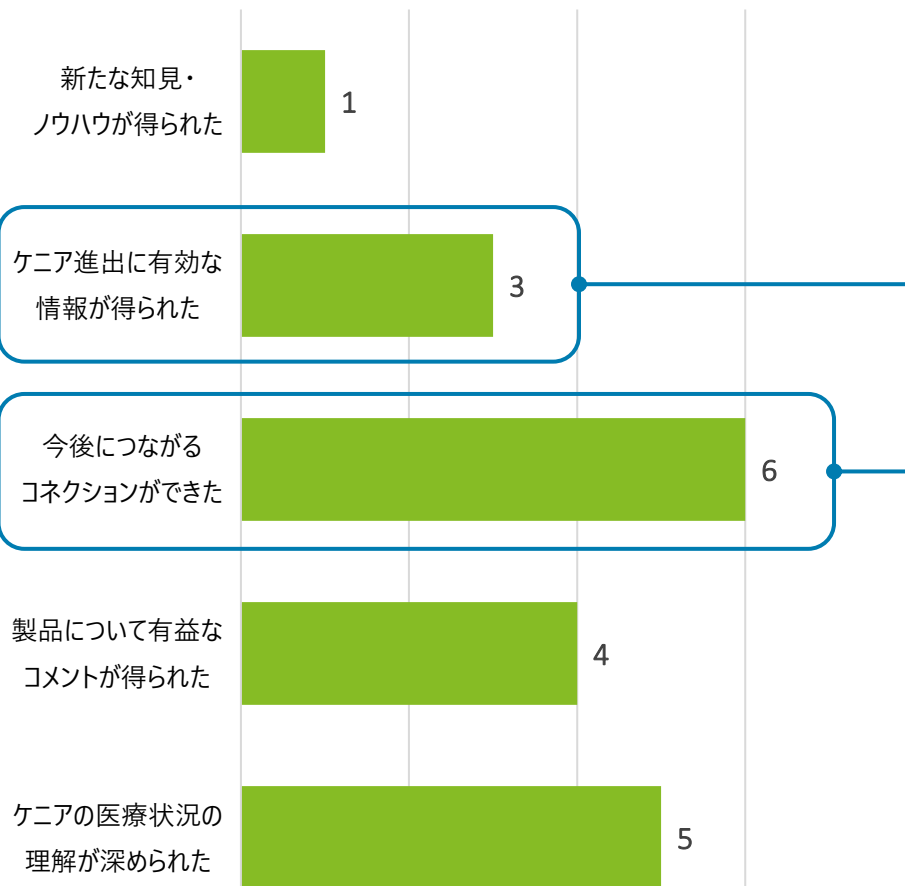 新たな知見・
ノウハウが得られた
1
ケニア進出に有効な
情報が得られた
3
今後につながる
コネクションができた
6
製品について有益な
コメントが得られた
4
ケニアの医療状況の
理解が深められた
5